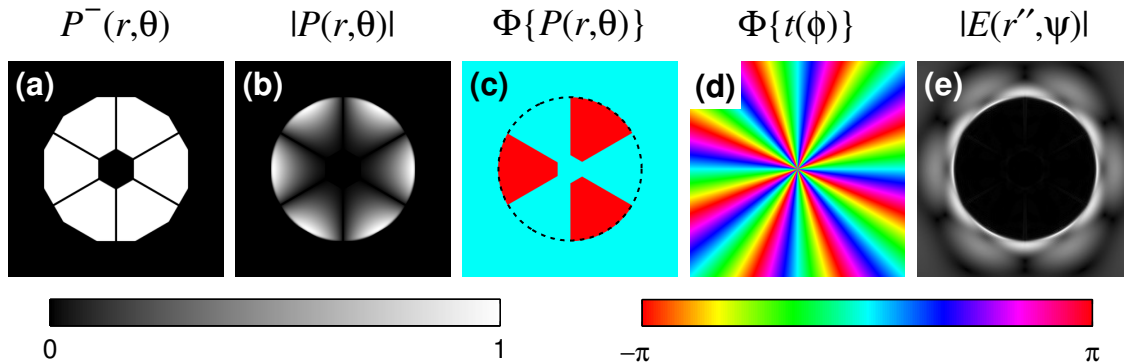 P⁻(r,θ) |P(r,θ)| Φ{P(r,θ)} Φ{t(ϕ)} |E(r″,ψ)|
(a) (b) (c) (d) (e)
0 1 −π π